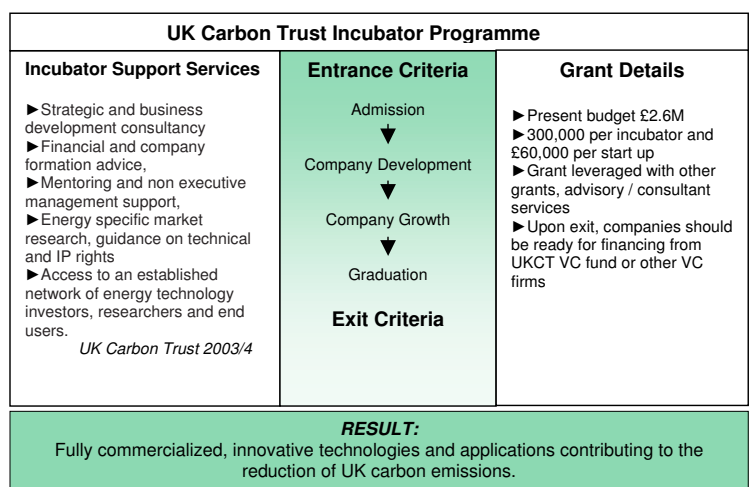 UK Carbon Trust Incubator Programme
Incubator Support Services
►Strategic and business
development consultancy
►Financial and company
formation advice,
►Mentoring and non executive
management support,
►Energy specific market
research, guidance on technical
and IP rights
►Access to an established
network of energy technology
investors, researchers and end
users.
UK Carbon Trust 2003/4
Entrance Criteria
Admission
Company Development
Company Growth
Graduation
Exit Criteria
Grant Details
►Present budget £2.6M
►300,000 per incubator and
£60,000 per start up
►Grant leveraged with other
grants, advisory / consultant
services
►Upon exit, companies should
be ready for financing from
UKCT VC fund or other VC
firms
RESULT:
Fully commercialized, innovative technologies and applications contributing to the
reduction of UK carbon emissions.